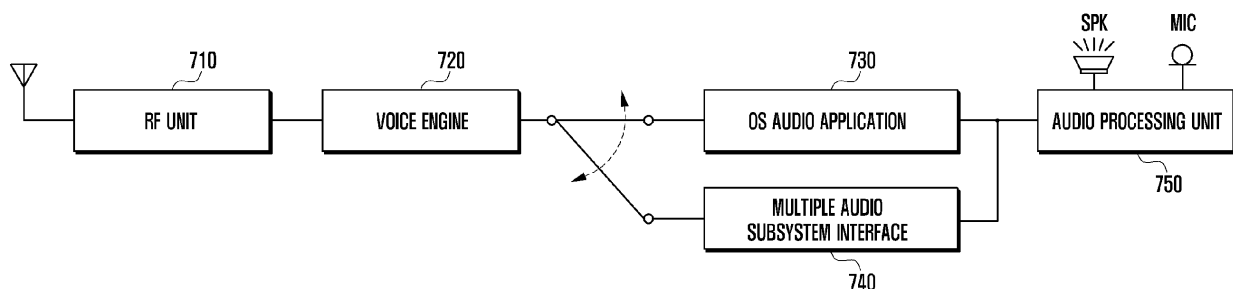 SPK MIC
710 720 730
RF UNIT VOICE ENGINE OS AUDIO APPLICATION AUDIO PROCESSING UNIT
750
MULTIPLE AUDIO
SUBSYSTEM INTERFACE
740